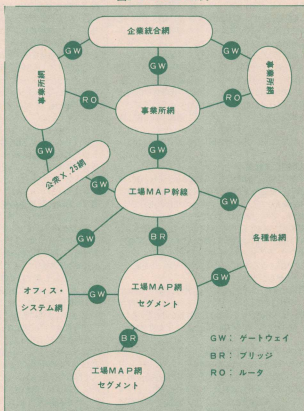 企業統合網
GW
GW
GW
事業所網
事業所網
RO
事業所網
RO
GW
GW
公衆X.25網
GW
工場MAP幹線
GW
GW
BR
各種他網
オフィス・
システム網
GW
工場MAP網
セグメント
GW
BR
工場MAP網
セグメント
GW: ゲートウェイ
BR: ブリッジ
RO: ルータ